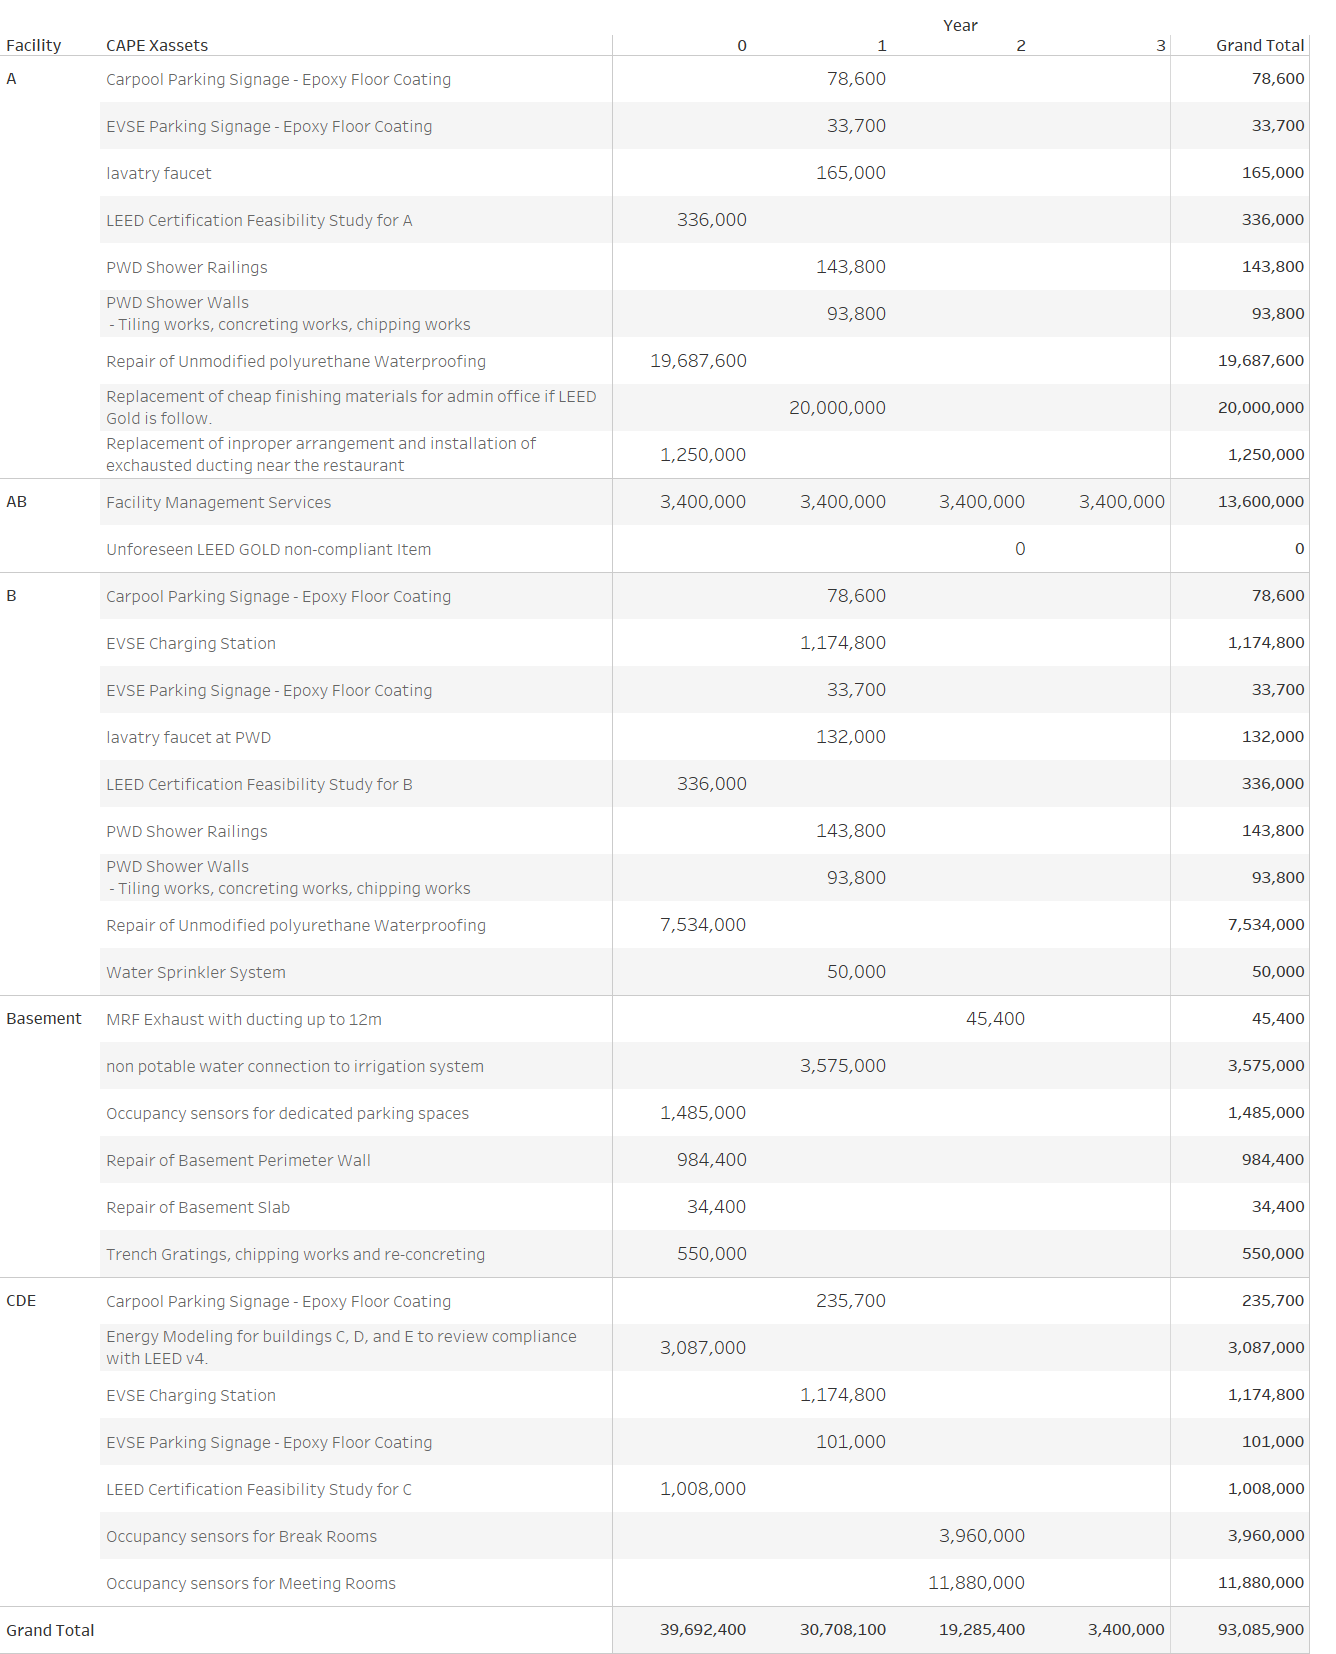 Year
Facility CAPE Xassets 0 1 2 3 Grand Total
A Carpool Parking Signage - Epoxy Floor Coating 78,600 78,600
EVSE Parking Signage - Epoxy Floor Coating 33,700 33,700
lavatry faucet 165,000 165,000
LEED Certification Feasibility Study for A 336,000 336,000
PWD Shower Railings 143,800 143,800
PWD Shower Walls
- Tiling works, concreting works, chipping works 93,800 93,800
Repair of Unmodified polyurethane Waterproofing 19,687,600 19,687,600
Replacement of cheap finishing materials for admin office if LEED
Gold is follow. 20,000,000 20,000,000
Replacement of inproper arrangement and installation of
exchausted ducting near the restaurant 1,250,000 1,250,000
AB Facility Management Services 3,400,000 3,400,000 3,400,000 3,400,000 13,600,000
Unforeseen LEED GOLD non-compliant Item 0 0
B Carpool Parking Signage - Epoxy Floor Coating 78,600 78,600
EVSE Charging Station 1,174,800 1,174,800
EVSE Parking Signage - Epoxy Floor Coating 33,700 33,700
lavatry faucet at PWD 132,000 132,000
LEED Certification Feasibility Study for B 336,000 336,000
PWD Shower Railings 143,800 143,800
PWD Shower Walls
- Tiling works, concreting works, chipping works 93,800 93,800
Repair of Unmodified polyurethane Waterproofing 7,534,000 7,534,000
Water Sprinkler System 50,000 50,000
Basement MRF Exhaust with ducting up to 12m 45,400 45,400
non potable water connection to irrigation system 3,575,000 3,575,000
Occupancy sensors for dedicated parking spaces 1,485,000 1,485,000
Repair of Basement Perimeter Wall 984,400 984,400
Repair of Basement Slab 34,400 34,400
Trench Gratings, chipping works and re-concreting 550,000 550,000
CDE Carpool Parking Signage - Epoxy Floor Coating 235,700 235,700
Energy Modeling for buildings C, D, and E to review compliance
with LEED v4. 3,087,000 3,087,000
EVSE Charging Station 1,174,800 1,174,800
EVSE Parking Signage - Epoxy Floor Coating 101,000 101,000
LEED Certification Feasibility Study for C 1,008,000 1,008,000
Occupancy sensors for Break Rooms 3,960,000 3,960,000
Occupancy sensors for Meeting Rooms 11,880,000 11,880,000
Grand Total 39,692,400 30,708,100 19,285,400 3,400,000 93,085,900